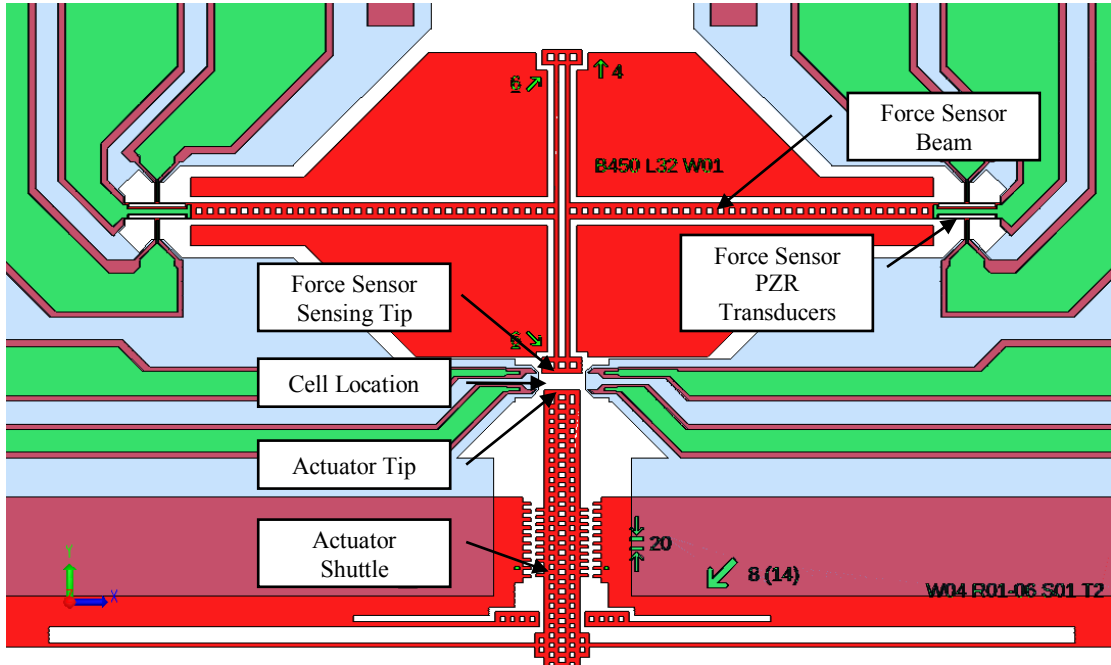 6
4
Force Sensor
Beam
B450 L32 W01
Force Sensor
PZR
Transducers
Force Sensor
Sensing Tip
6
Cell Location
Actuator Tip
Actuator
Shuttle
20
8 (14)
W04 R01-06 S01 T2
Y
X